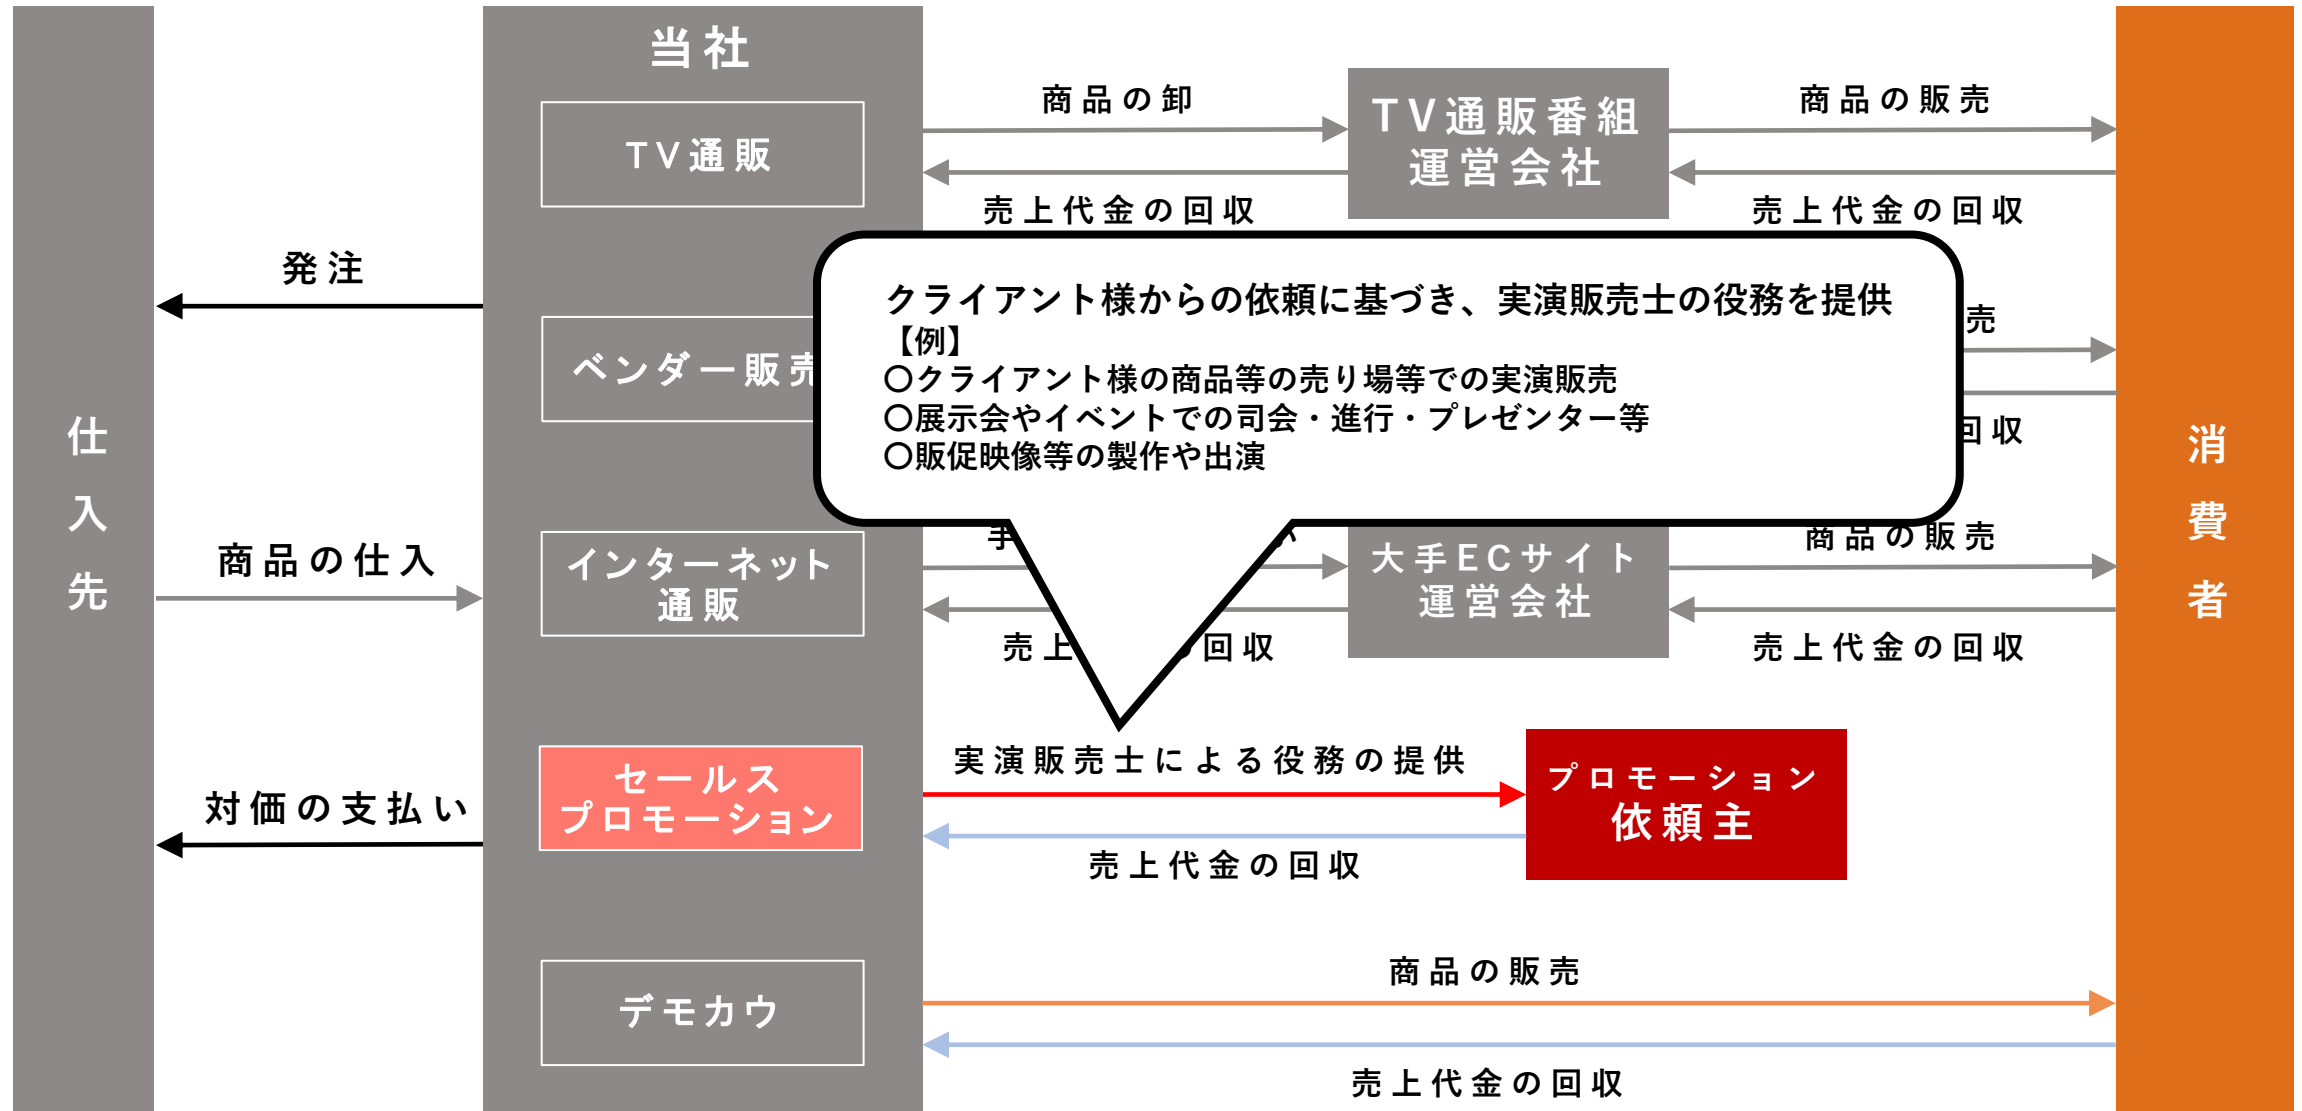 当社
TV通販
商品の卸
TV通販番組
運営会社
商品の販売
売上代金の回収
売上代金の回収
発注
クライアント様からの依頼に基づき、実演販売士の役務を提供
【例】
〇クライアント様の商品等の売り場等での実演販売
〇展示会やイベントでの司会・進行・プレゼンター等
〇販促映像等の製作や出演
ベンダー販売
売
回収
仕入先
消費者
商品の仕入
インターネット
通販
手
大手ECサイト
運営会社
商品の販売
売上
の回収
売上代金の回収
セールス
プロモーション
実演販売士による役務の提供
プロモーション
依頼主
対価の支払い
売上代金の回収
デモカウ
商品の販売
売上代金の回収